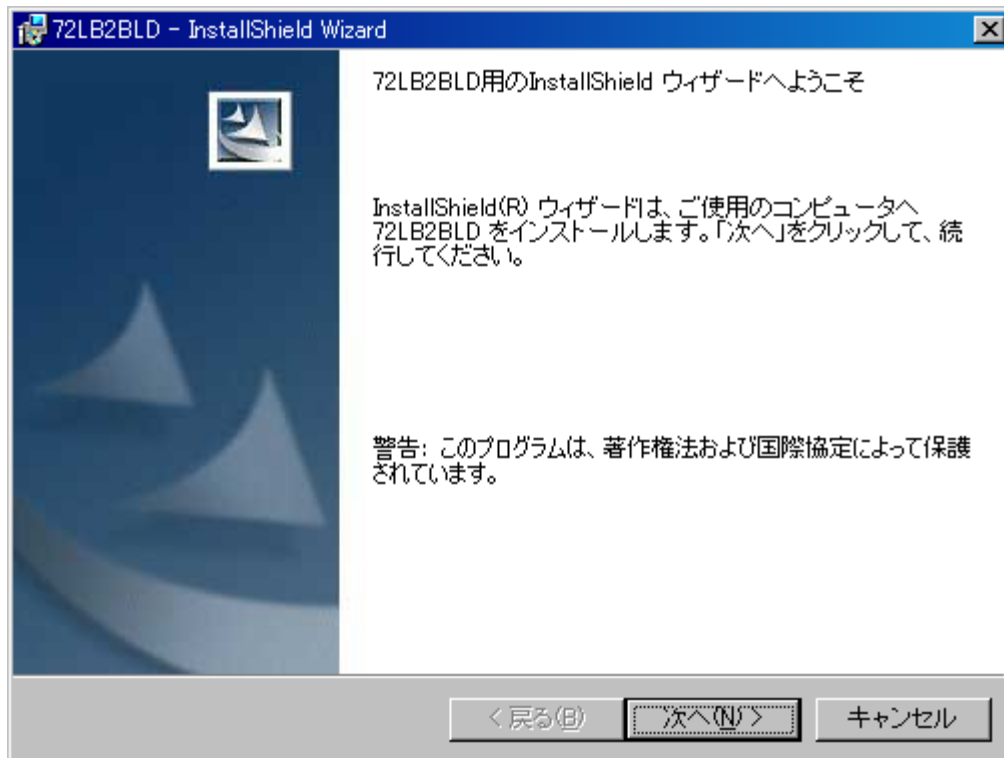 72LB2BLD - InstallShield Wizard
72LB2BLD用のInstallShield ウィザードへようこそ
InstallShield(R) ウィザードは、ご使用のコンピュータへ
72LB2BLD をインストールします。「次へ」をクリックして、続
行してください。
警告: このプログラムは、著作権法および国際協定によって保護
されています。
< 戻る(B)
次へ(N) >
キャンセル